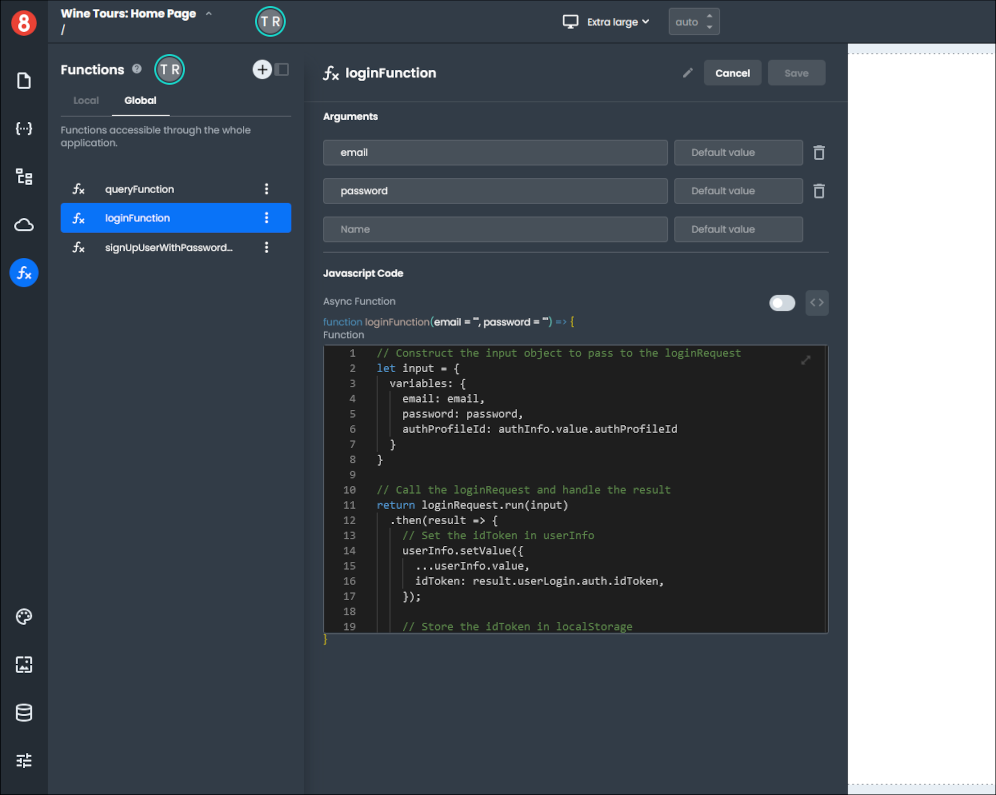 8
Wine Tours: Home Page
/
T R
Extra large
auto
Functions
?
T R
Local
Global
Functions accessible through the whole
application.
fx queryFunction
fx loginFunction
fx signUpUserWithPassword...
fx
fx loginFunction
Cancel
Save
Arguments
email
Default value
password
Default value
Name
Default value
Javascript Code
Async Function
<>
function loginFunction(email = "", password = "") => {
Function
1 // Construct the input object to pass to the loginRequest
2 let input = {
3 variables: {
4 email: email,
5 password: password,
6 authProfileId: authInfo.value.authProfileId
7 }
8 }
9
10 // Call the loginRequest and handle the result
11 return loginRequest.run(input)
12 .then(result => {
13 // Set the idToken in userInfo
14 userInfo.setValue({
15 ...userInfo.value,
16 idToken: result.userLogin.auth.idToken,
17 });
18
19 // Store the idToken in localStorage
}